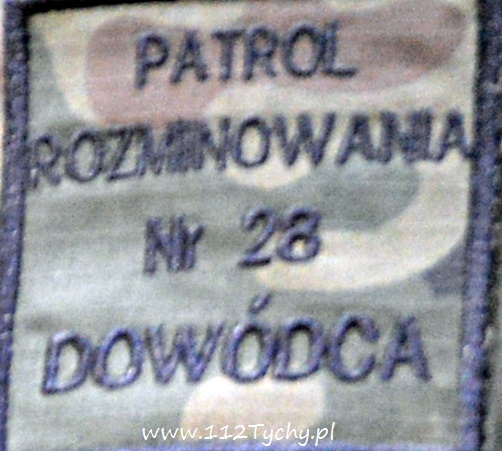 PATROL
ROZMINOWANIA
Nr 28
DOWÓDCA
www.112Tychy.pl